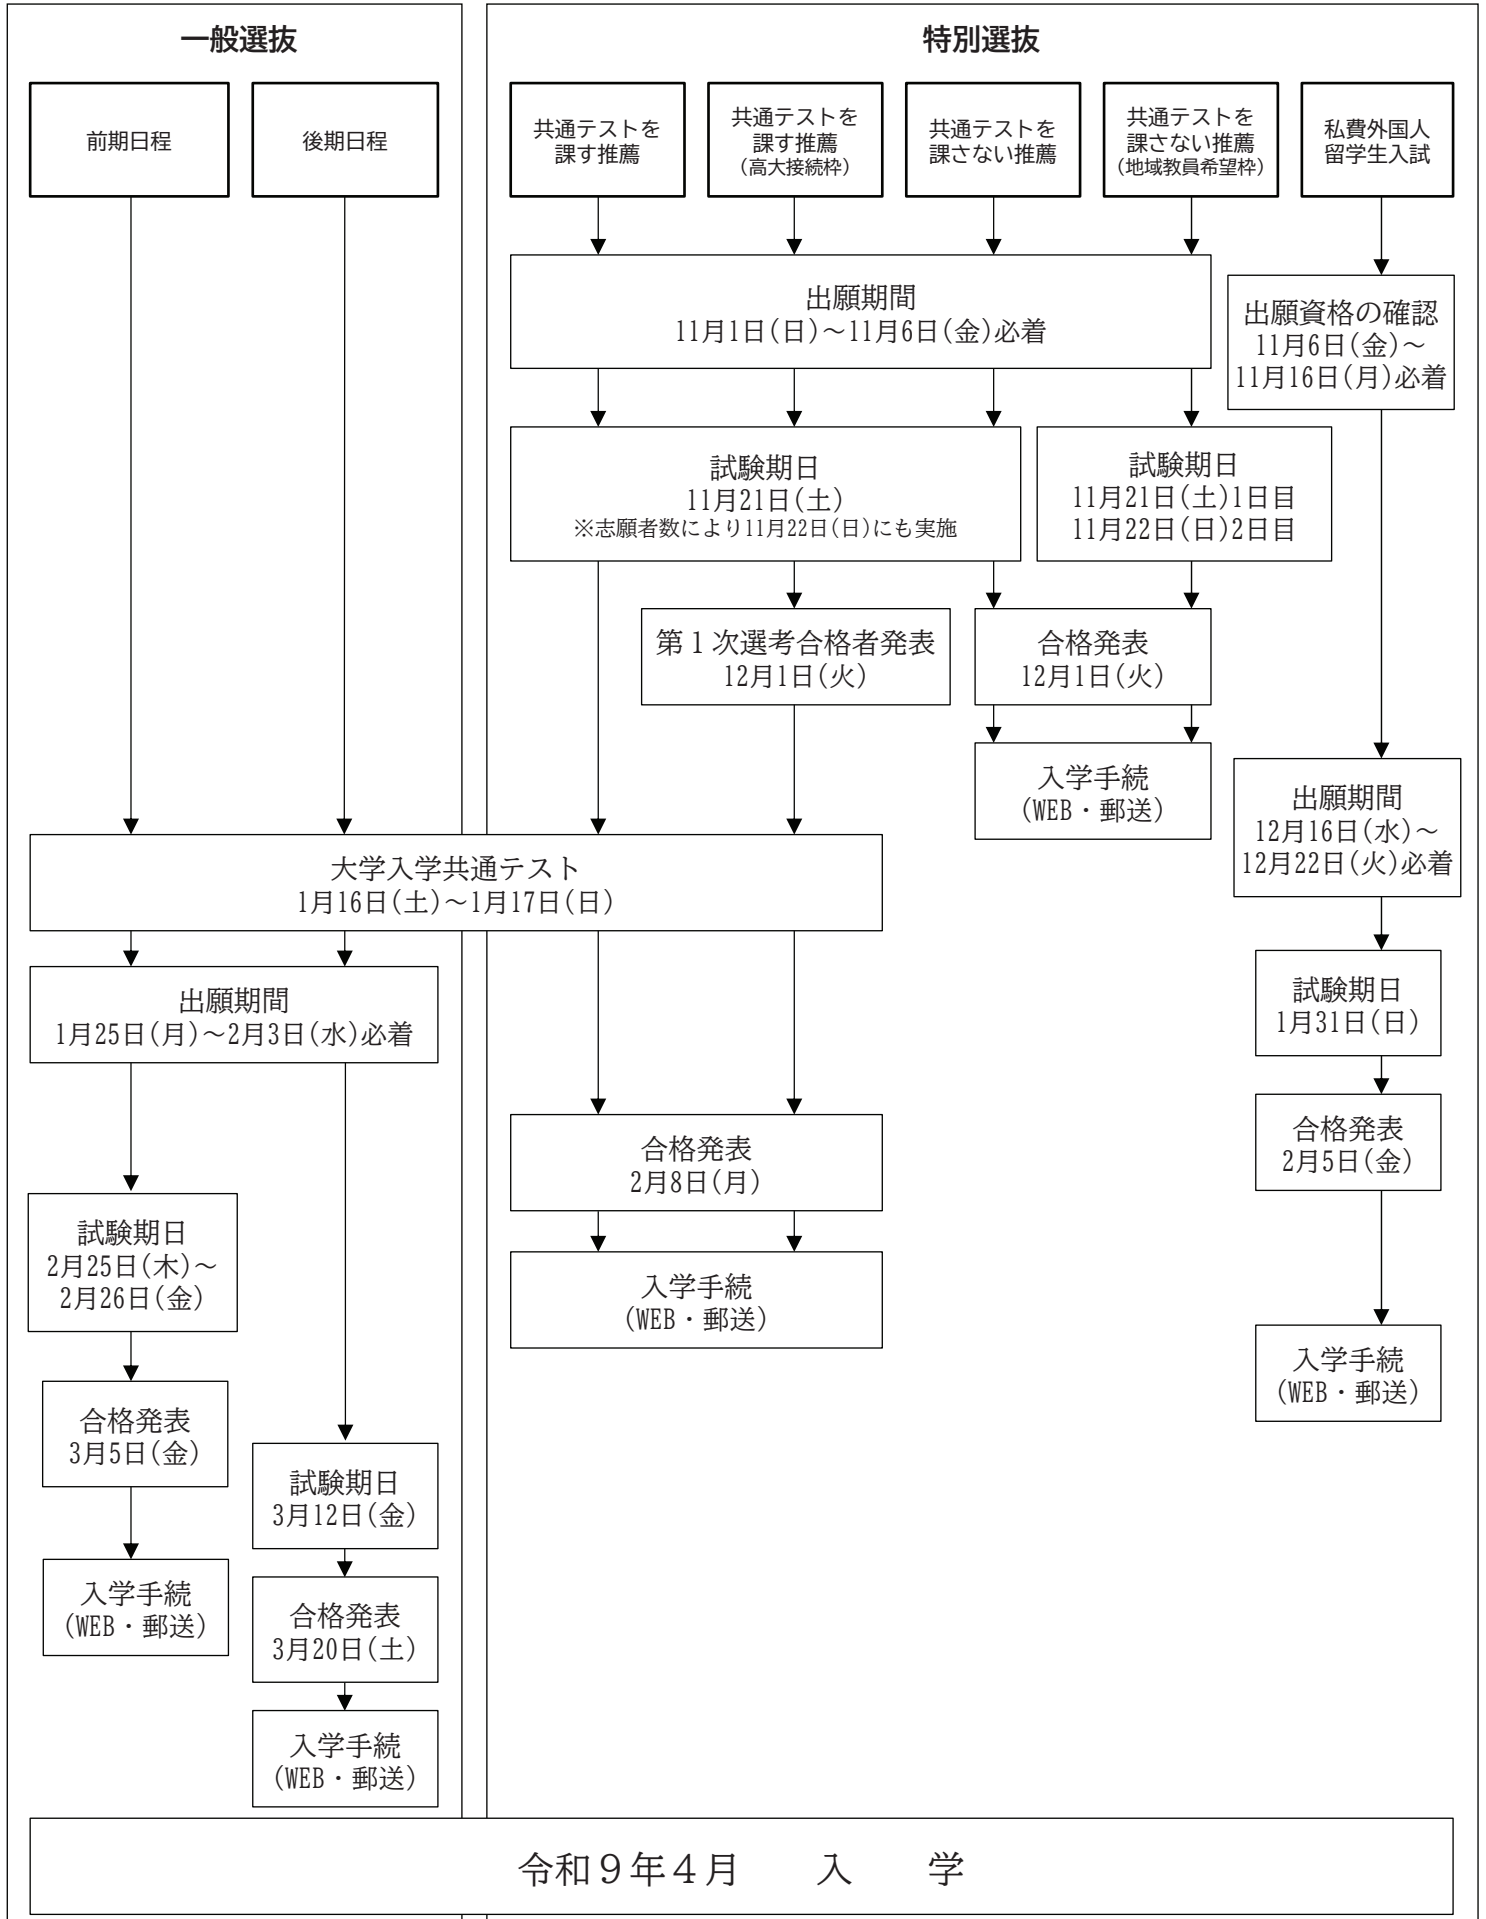 一般選抜
前期日程
後期日程
特別選抜
共通テストを
課す推薦
共通テストを
課す推薦
(高大接続枠)
共通テストを
課さない推薦
共通テストを
課さない推薦
(地域教員希望枠)
私費外国人
留学生入試
出願期間
11月1日(日)～11月6日(金)必着
出願資格の確認
11月6日(金)～
11月16日(月)必着
試験期日
11月21日(土)
※志願者数により11月22日(日)にも実施
試験期日
11月21日(土)1日目
11月22日(日)2日目
第１次選考合格者発表
12月1日(火)
合格発表
12月1日(火)
入学手続
(WEB・郵送)
出願期間
12月16日(水)～
12月22日(火)必着
大学入学共通テスト
1月16日(土)～1月17日(日)
出願期間
1月25日(月)～2月3日(水)必着
試験期日
1月31日(日)
合格発表
2月8日(月)
合格発表
2月5日(金)
試験期日
2月25日(木)～
2月26日(金)
入学手続
(WEB・郵送)
入学手続
(WEB・郵送)
合格発表
3月5日(金)
試験期日
3月12日(金)
入学手続
(WEB・郵送)
合格発表
3月20日(土)
入学手続
(WEB・郵送)
令和９年４月　入　学